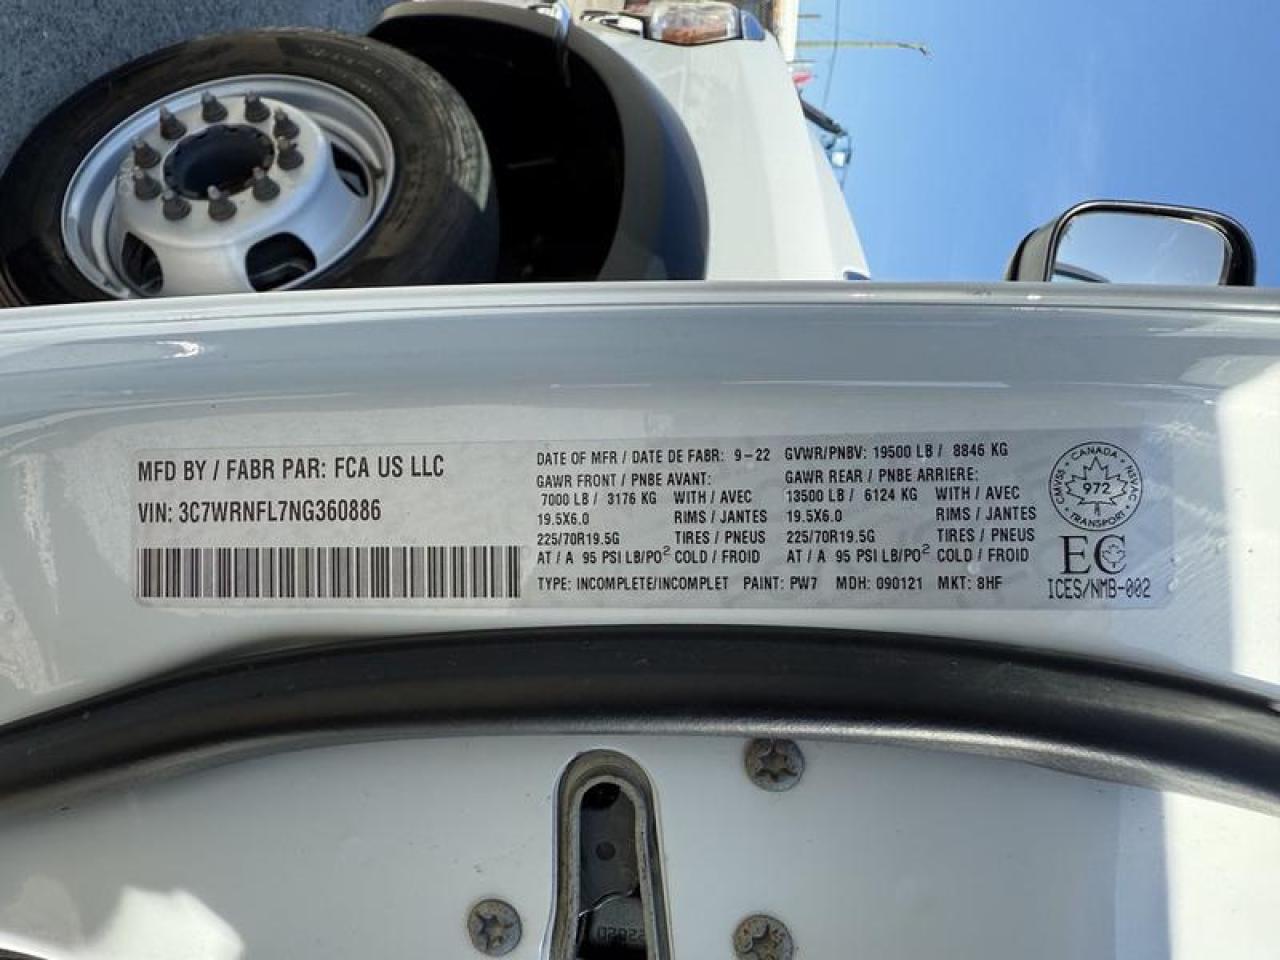 MFD BY / FABR PAR: FCA US LLC
VIN: 3C7WRNFL7NG360886
DATE OF MFR / DATE DE FABR: 9-22 GVWR/PNBV: 19500 LB / 8846 KG
GAWR FRONT / PNBE AVANT: GAWR REAR / PNBE ARRIERE:
7000 LB / 3176 KG WITH / AVEC 13500 LB / 6124 KG WITH / AVEC
19.5X6.0 RIMS / JANTES 19.5X6.0 RIMS / JANTES
225/70R19.5G TIRES / PNEUS 225/70R19.5G TIRES / PNEUS
AT / A 95 PSI LB/PO² COLD / FROID AT / A 95 PSI LB/PO² COLD / FROID
TYPE: INCOMPLETE/INCOMPLET PAINT: PW7 MDH: 090121 MKT: 8HF
CANADA
CMVSS 972 NSVAC
TRANSPORT
EC
ICES/NMB-002